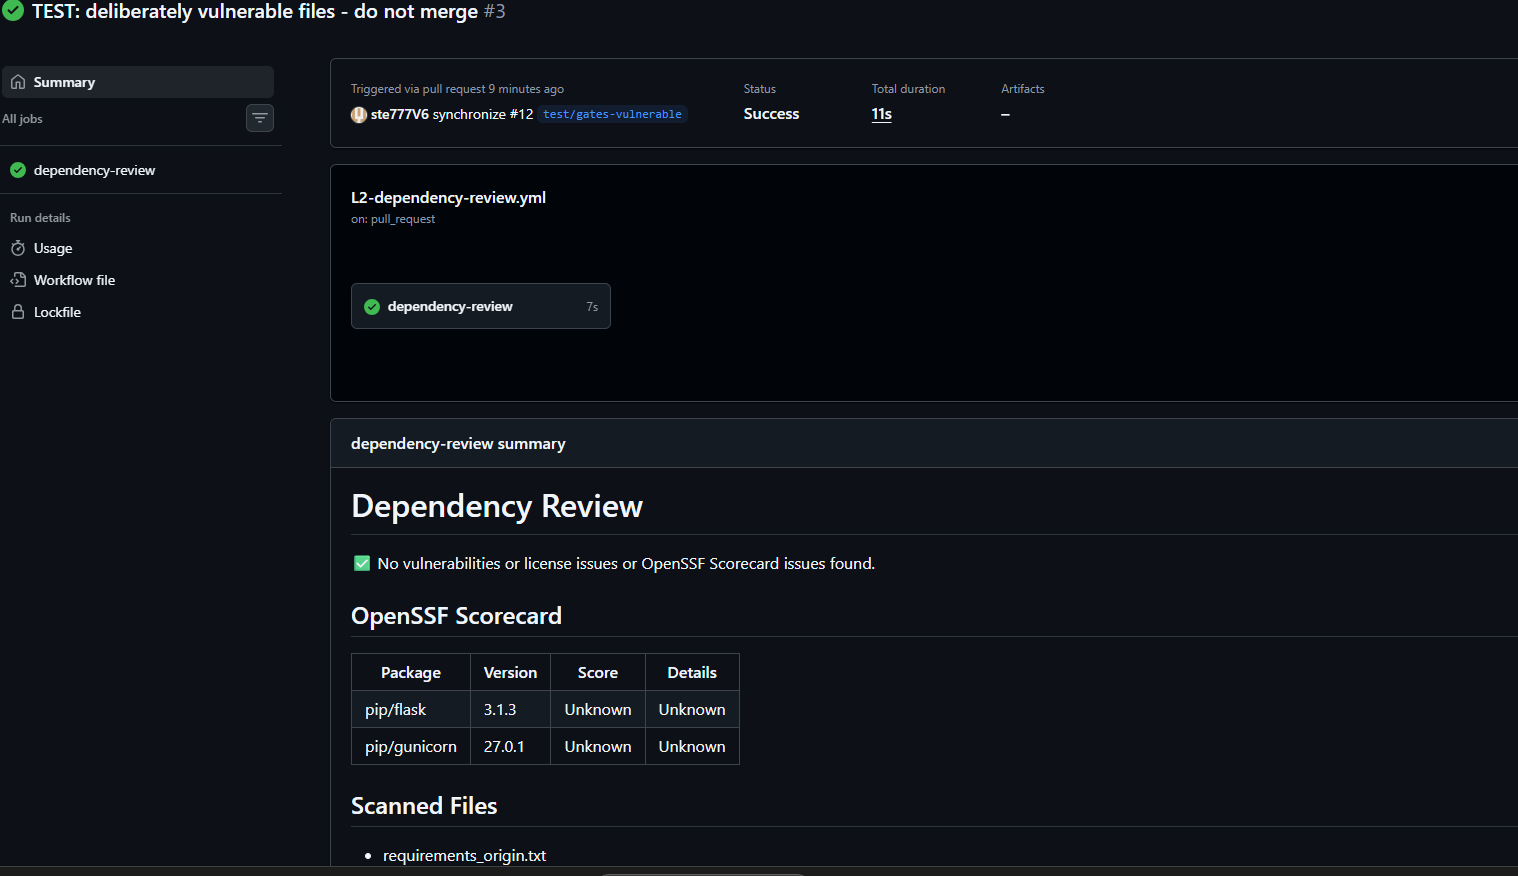 TEST: deliberately vulnerable files - do not merge #3
Summary
All jobs
dependency-review
Run details
Usage
Workflow file
Lockfile
Triggered via pull request 9 minutes ago
ste777V6 synchronize #12 test/gates-vulnerable
Status
Success
Total duration
11s
Artifacts
–
L2-dependency-review.yml
on: pull_request
dependency-review 7s
dependency-review summary
Dependency Review
No vulnerabilities or license issues or OpenSSF Scorecard issues found.
OpenSSF Scorecard
Package Version Score Details
pip/flask 3.1.3 Unknown Unknown
pip/gunicorn 27.0.1 Unknown Unknown
Scanned Files
requirements_origin.txt